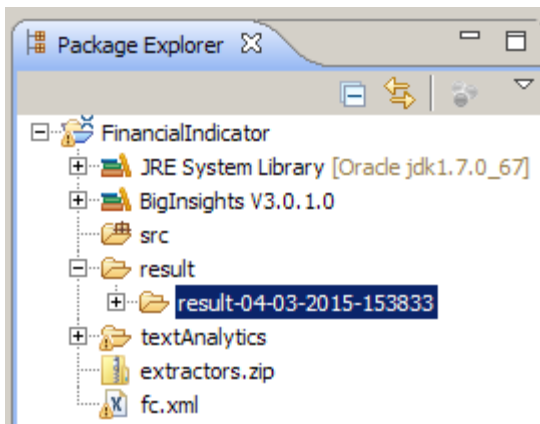 Package Explorer
FinancialIndicator
JRE System Library [Oracle jdk1.7.0_67]
BigInsights V3.0.1.0
src
result
result-04-03-2015-153833
textAnalytics
extractors.zip
fc.xml